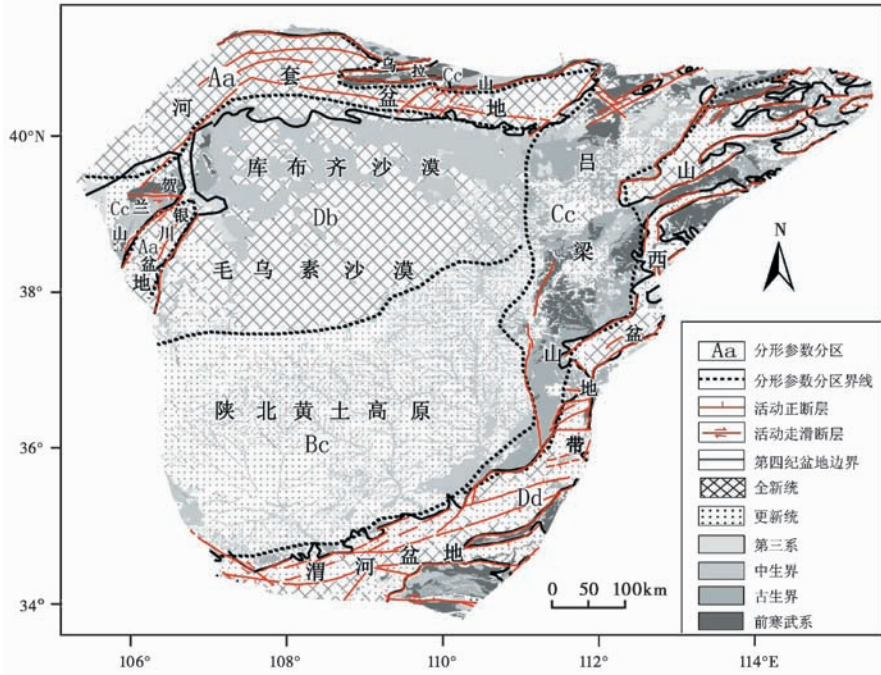 40°N
38°
36°
34°
106°
108°
110°
112°
114°E
河套盆地
Aa
乌拉山
Cc
库布齐沙漠
Db
毛乌素沙漠
贺兰山
Cc
银川盆地
Aa
吕梁山
Cc
山西盆地带
陕北黄土高原
Bc
Dd
渭河盆地
N
0 50 100km
Aa 分形参数分区
分形参数分区界线
活动正断层
活动走滑断层
第四纪盆地边界
全新统
更新统
第三系
中生界
古生界
前寒武系